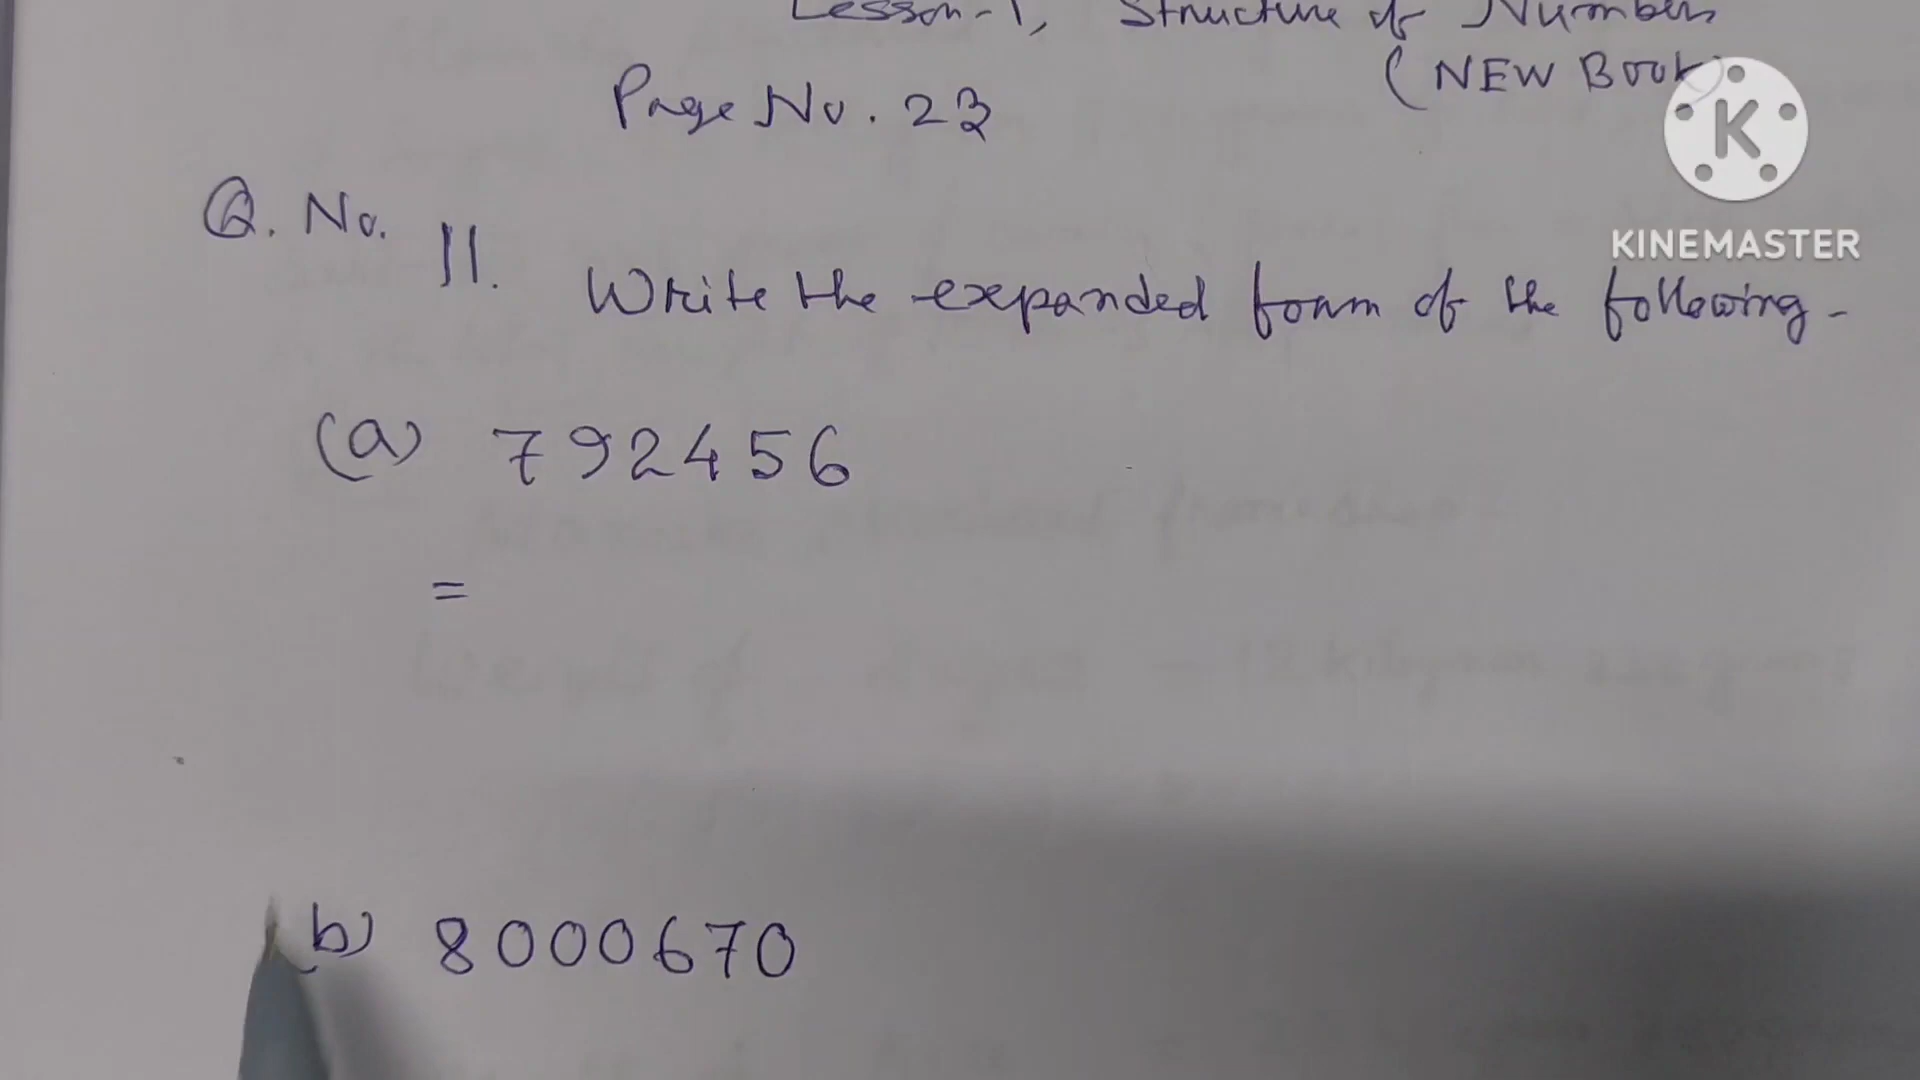 Lesson-1, Structure of Numbers
(NEW Book)
Page No. 23
Q. No. 11. Write the expanded form of the following-
(a) 792456
=
(b) 8000670
K
KINEMASTER